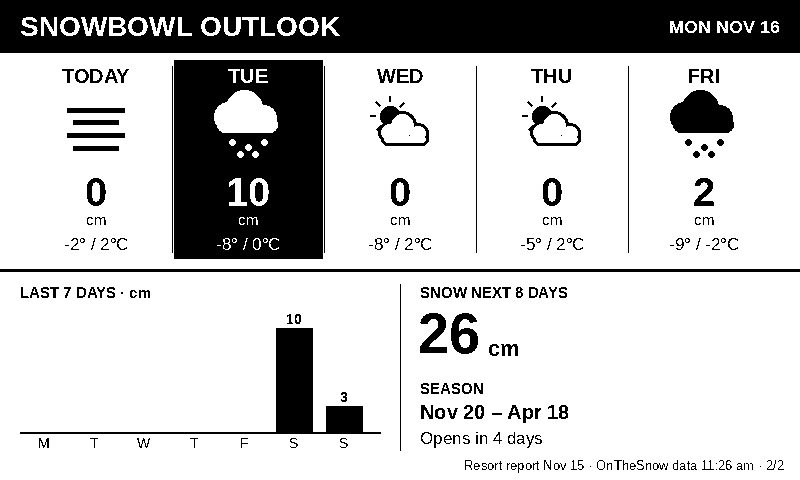 SNOWBOWL OUTLOOK MON NOV 16
TODAY TUE WED THU FRI
0 10 0 0 2
cm cm cm cm cm
-2° / 2°C -8° / 0°C -8° / 2°C -5° / 2°C -9° / -2°C
LAST 7 DAYS · cm
10
3
M T W T F S S
SNOW NEXT 8 DAYS
26 cm
SEASON
Nov 20 – Apr 18
Opens in 4 days
Resort report Nov 15 · OnTheSnow data 11:26 am · 2/2